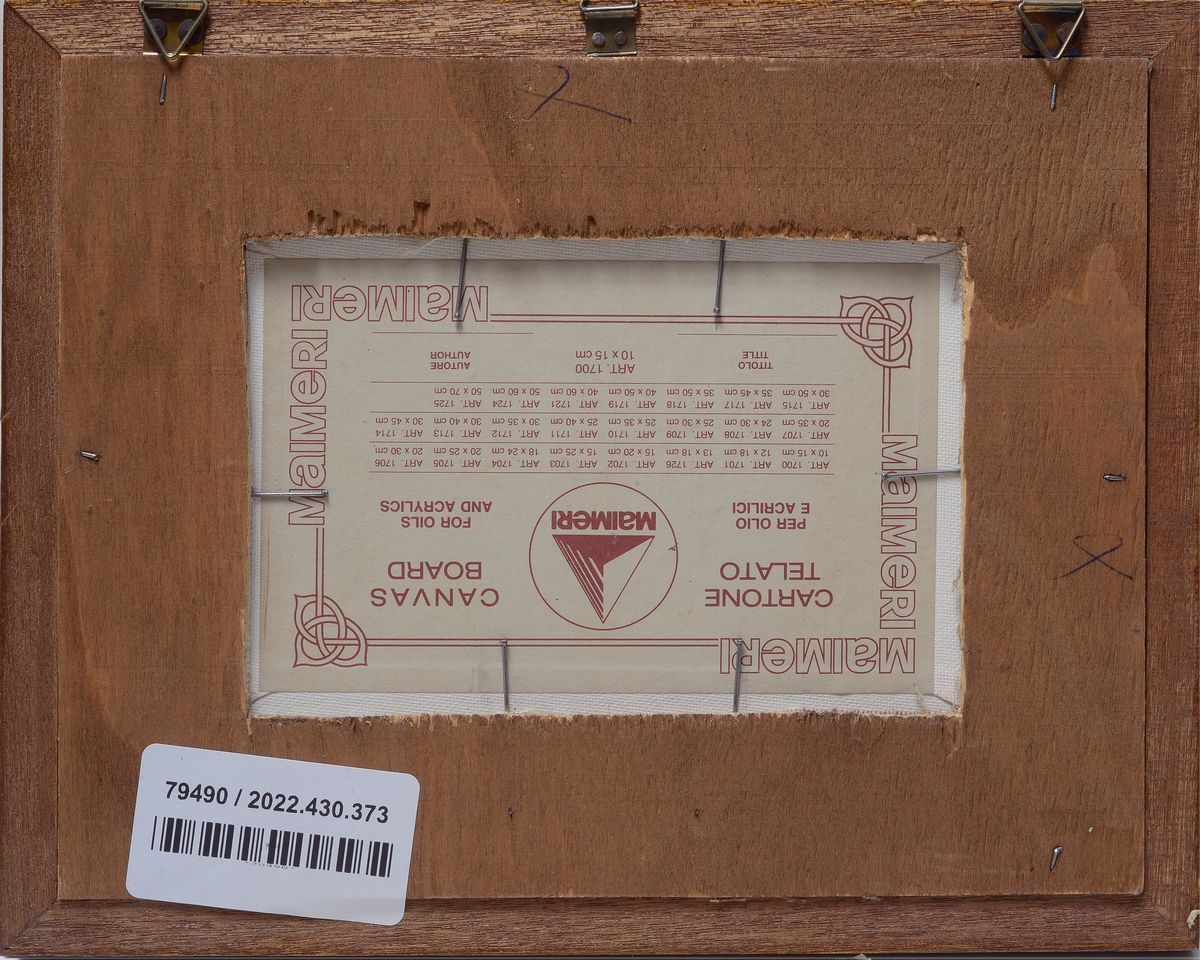 MAIMERI
MAIMERI
CARTONE
TELATO
CANVAS
BOARD
PER OLIO
E ACRILICI
MAIMERI
FOR OILS
AND ACRYLICS
ART. 1700 ART. 1701 ART. 1726 ART. 1702 ART. 1703 ART. 1704 ART. 1705 ART. 1706
10 x 15 cm 12 x 18 cm 13 x 18 cm 15 x 20 cm 15 x 25 cm 18 x 24 cm 20 x 25 cm 20 x 30 cm
ART. 1707 ART. 1708 ART. 1709 ART. 1710 ART. 1711 ART. 1712 ART. 1713 ART. 1714
20 x 35 cm 24 x 30 cm 25 x 30 cm 25 x 35 cm 25 x 40 cm 30 x 35 cm 30 x 40 cm 30 x 45 cm
ART. 1715 ART. 1717 ART. 1718 ART. 1719 ART. 1721 ART. 1724 ART. 1725
30 x 50 cm 35 x 45 cm 35 x 50 cm 40 x 50 cm 40 x 60 cm 50 x 60 cm 50 x 70 cm
TITOLO
TITLE
ART. 1700
10 x 15 cm
AUTORE
AUTHOR
MAIMERI
MAIMERI
79490 / 2022.430.373